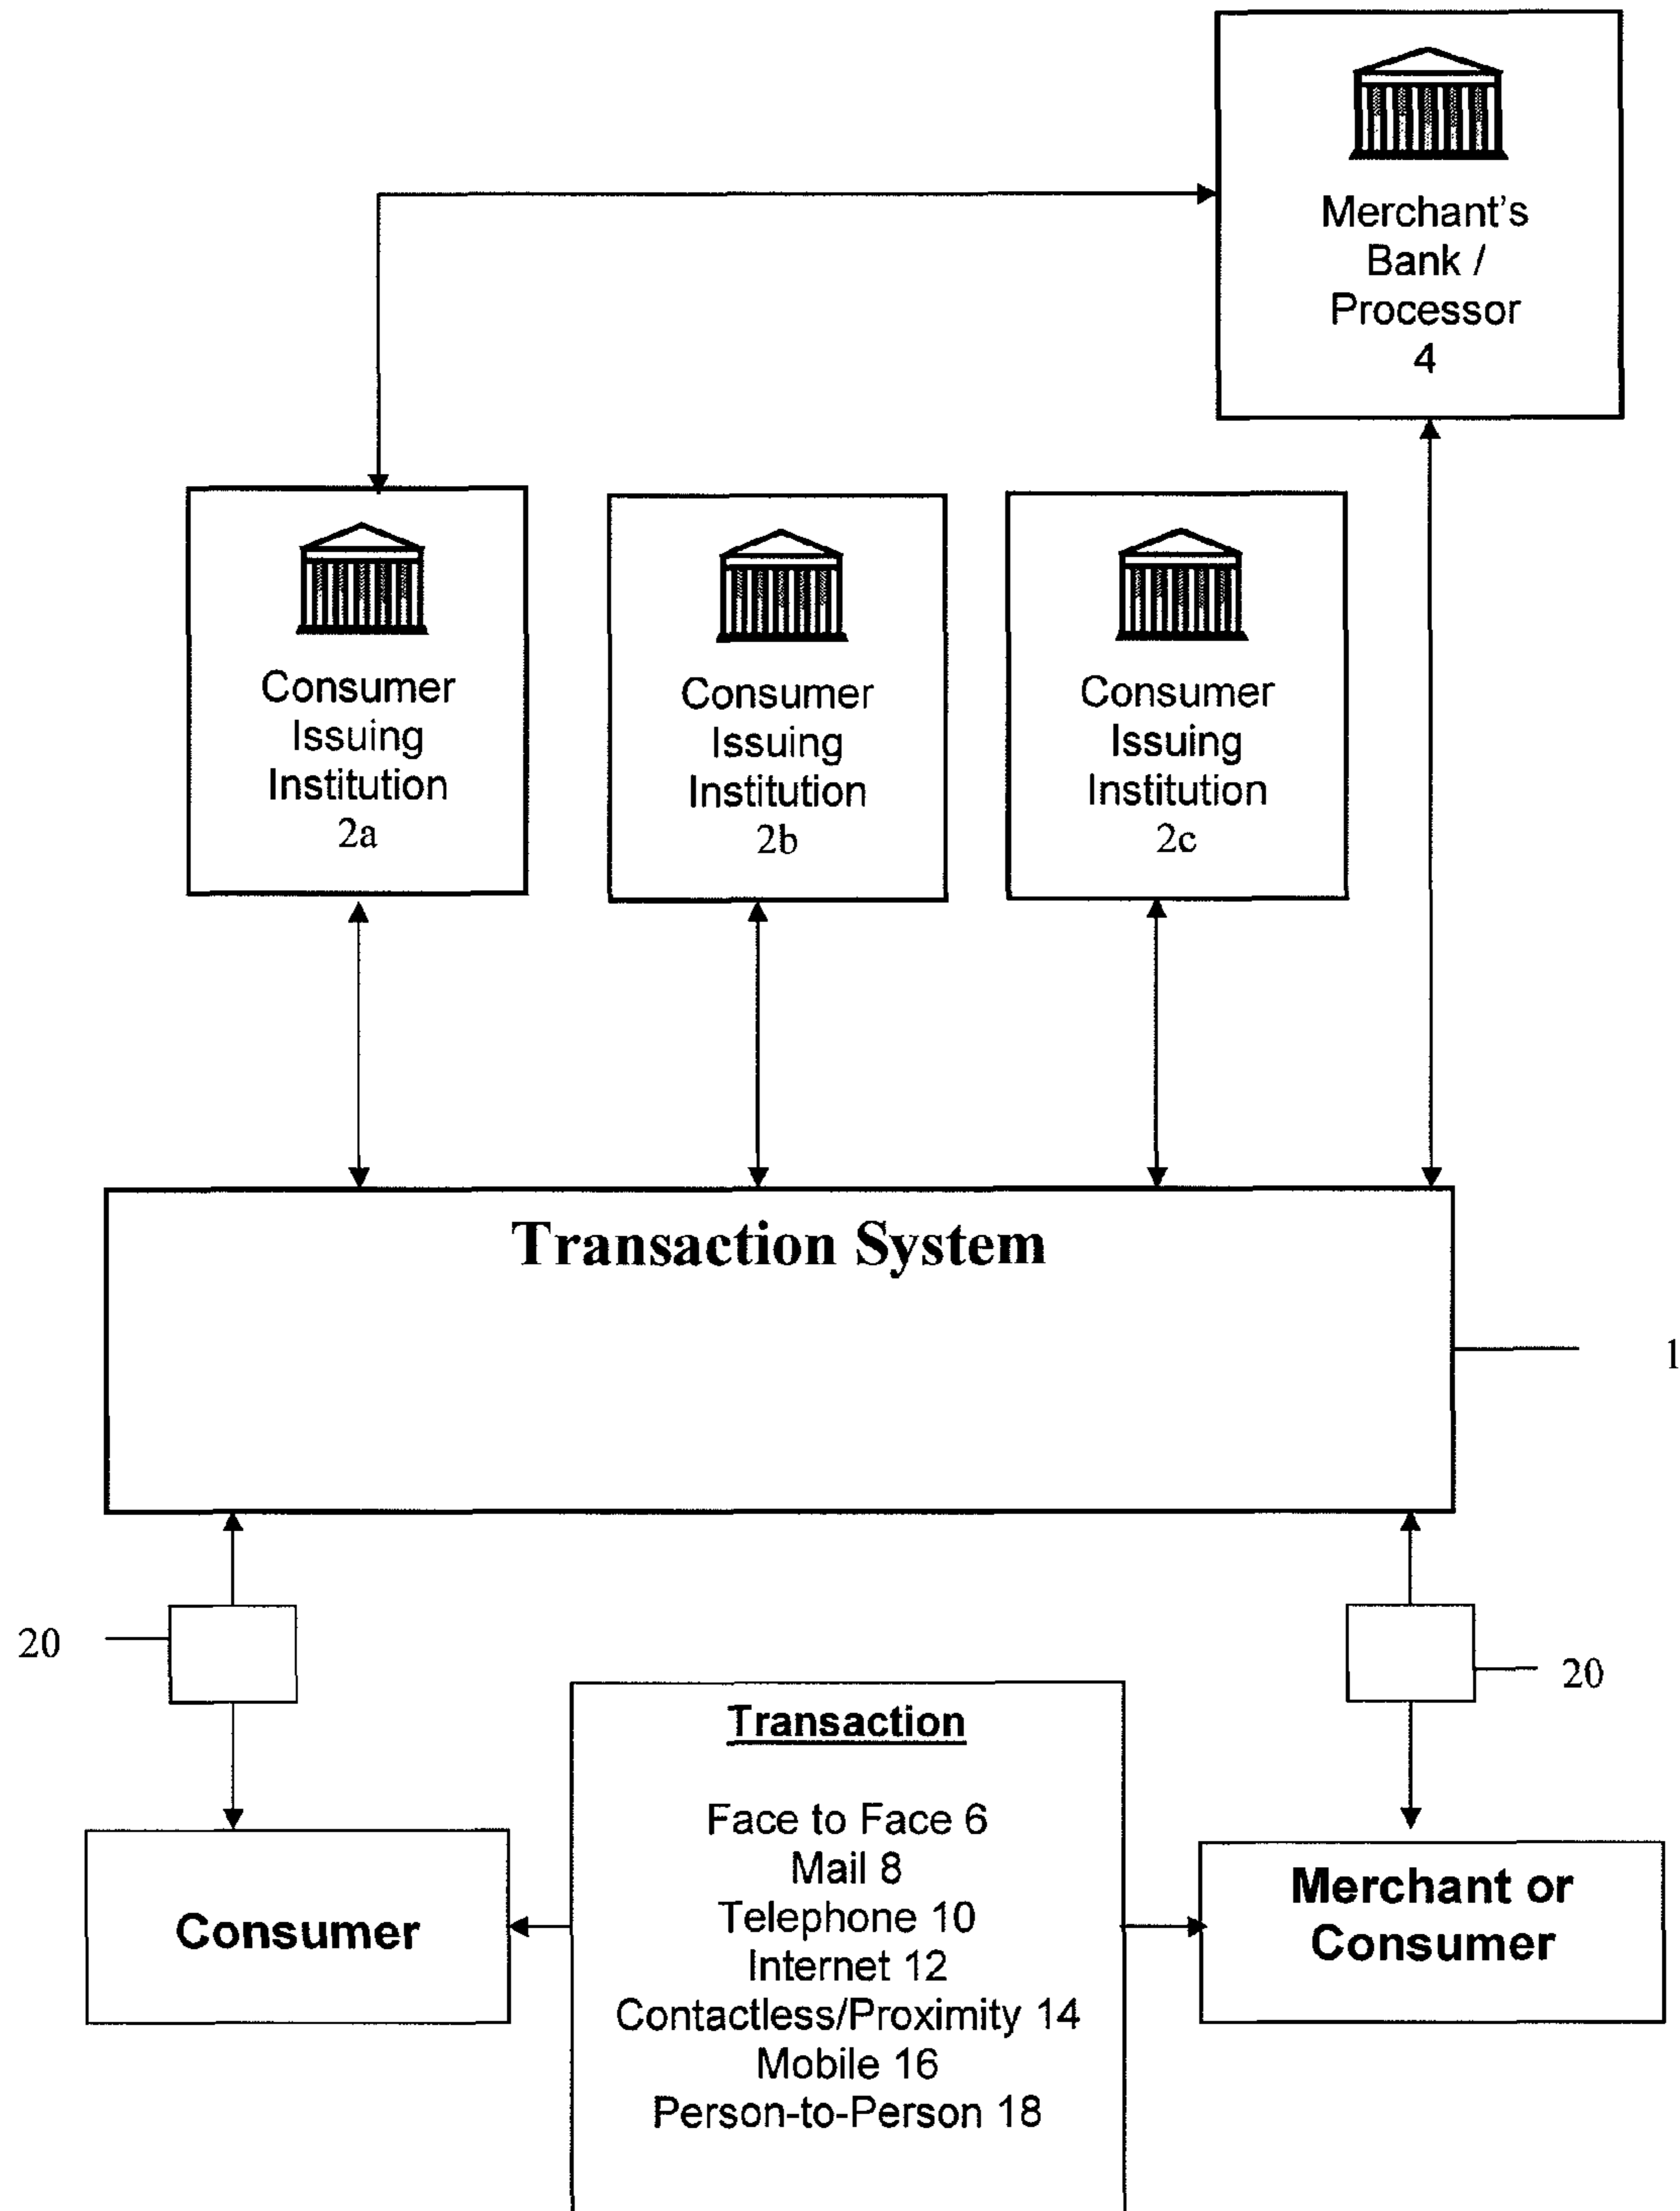 Merchant's
Bank /
Processor
4
Consumer
Issuing
Institution
2a
Consumer
Issuing
Institution
2b
Consumer
Issuing
Institution
2c
Transaction System
1
20
20
Transaction
Face to Face 6
Mail 8
Telephone 10
Internet 12
Contactless/Proximity 14
Mobile 16
Person-to-Person 18
Consumer
Merchant or
Consumer